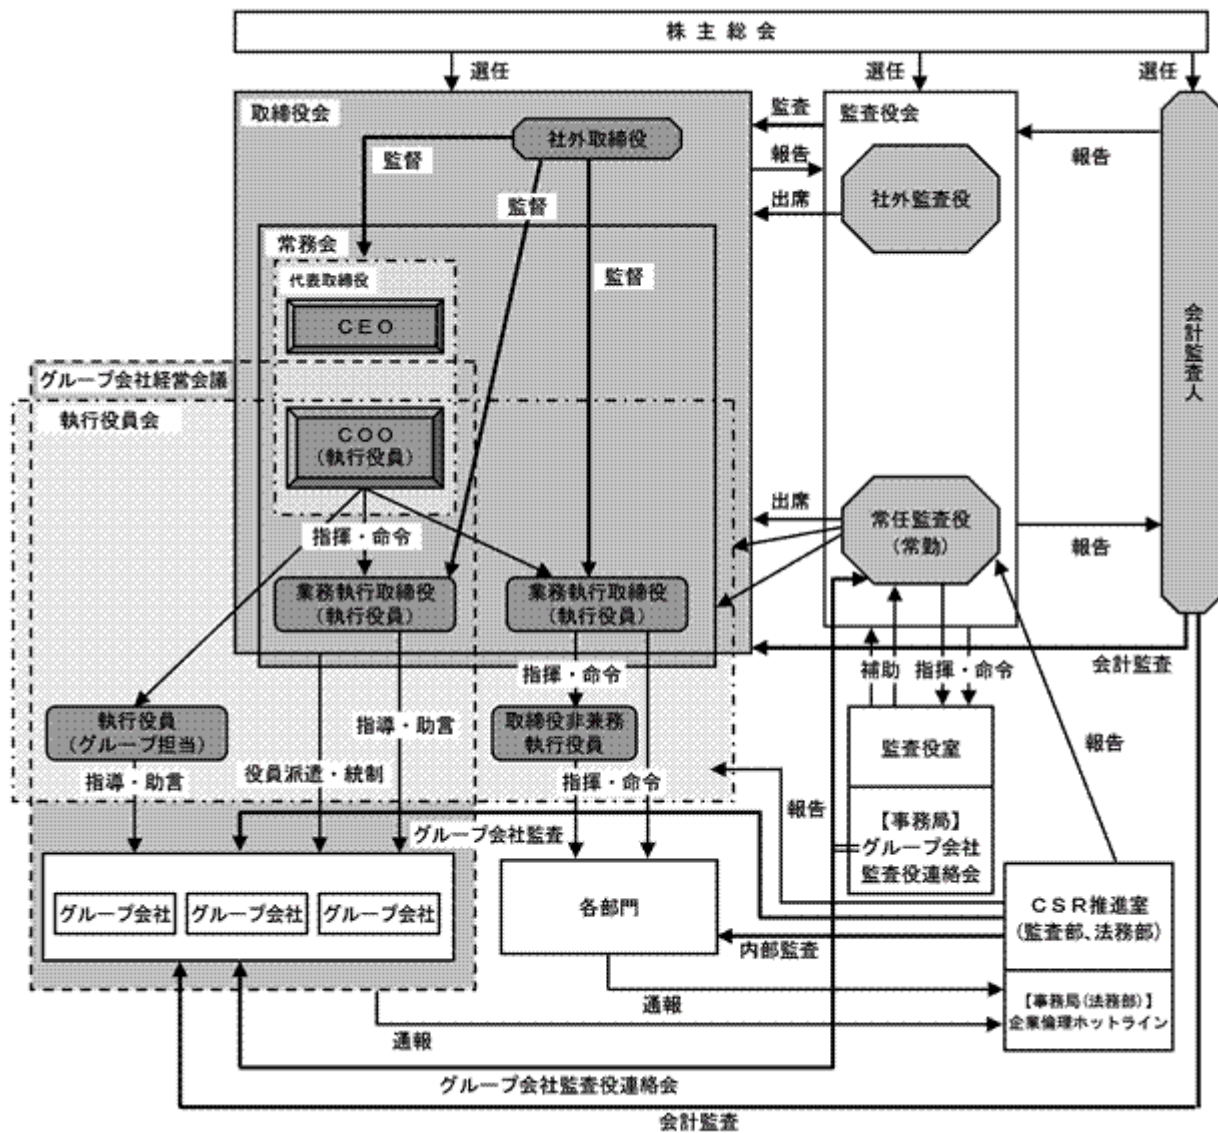 株主総会
選任
選任
選任
取締役会
監査
監査役会
社外取締役
監督
報告
報告
社外監査役
監督
出席
常務会
監督
代表取締役
CEO
会計監査人
グループ会社経営会議
執行役員会
COO
(執行役員)
出席
常任監査役
(常勤)
指揮・命令
報告
業務執行取締役
(執行役員)
業務執行取締役
(執行役員)
会計監査
指揮・命令
補助
指揮・命令
執行役員
(グループ担当)
指導・助言
取締役非兼務
執行役員
監査役室
報告
指導・助言
役員派遣・統制
指揮・命令
報告
【事務局】
グループ会社
監査役連絡会
グループ会社監査
グループ会社
グループ会社
グループ会社
各部門
CSR推進室
(監査部、法務部)
内部監査
通報
【事務局(法務部)】
企業倫理ホットライン
通報
グループ会社監査役連絡会
会計監査